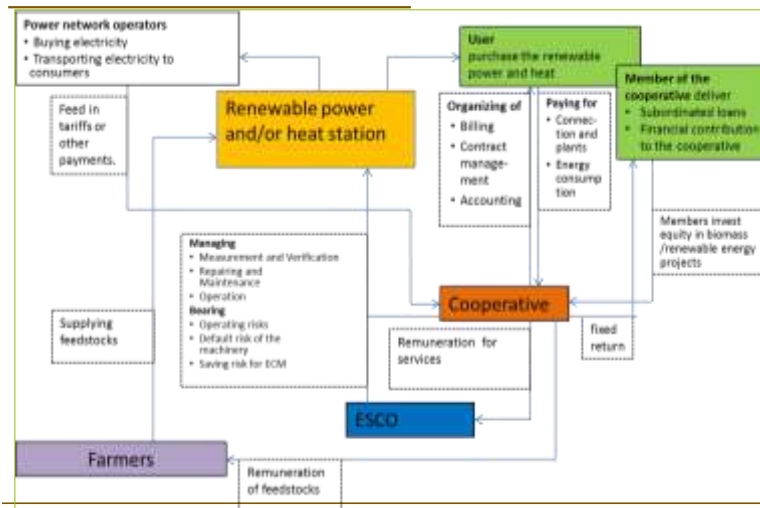 Power network operators
• Buying electricity
• Transporting electricity to
consumers
User
purchase the renewable
power and heat
Member of the
cooperative deliver
• Subordinated loans
• Financial contribution
to the cooperative
Feed in
tariffs or
other
payments.
Renewable power
and/or heat station
Organizing of
• Billing
• Contract
manage-
ment
• Accounting
Paying for
• Connec-
tion and
plants
• Energy
consump
tion
Members invest
equity in biomass
/renewable energy
projects
Managing
• Measurement and Verification
• Repairing and
Maintenance
• Operation
Bearing
• Operating risks
• Default risk of the
machinery
• Saving risk for ECM
Cooperative
Supplying
feedstocks
Remuneration for
services
fixed
return
ESCO
Farmers
Remuneration
of feedstocks